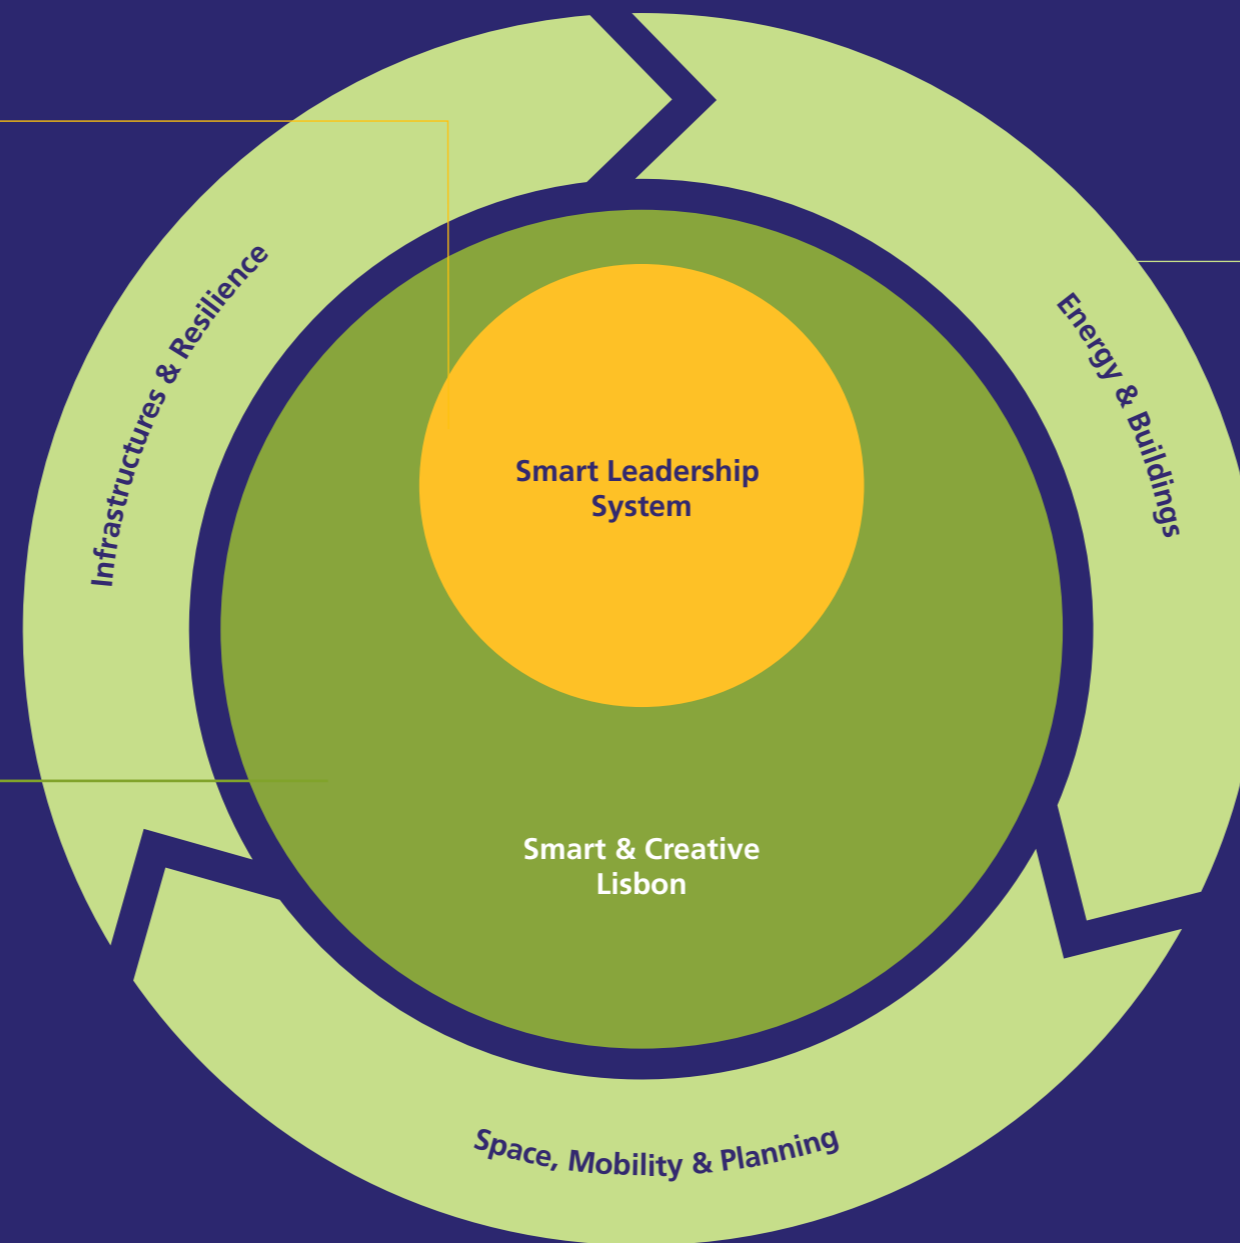 Infrastructures & Resilience
Energy & Buildings
Smart Leadership
System
Smart & Creative
Lisbon
Space, Mobility & Planning